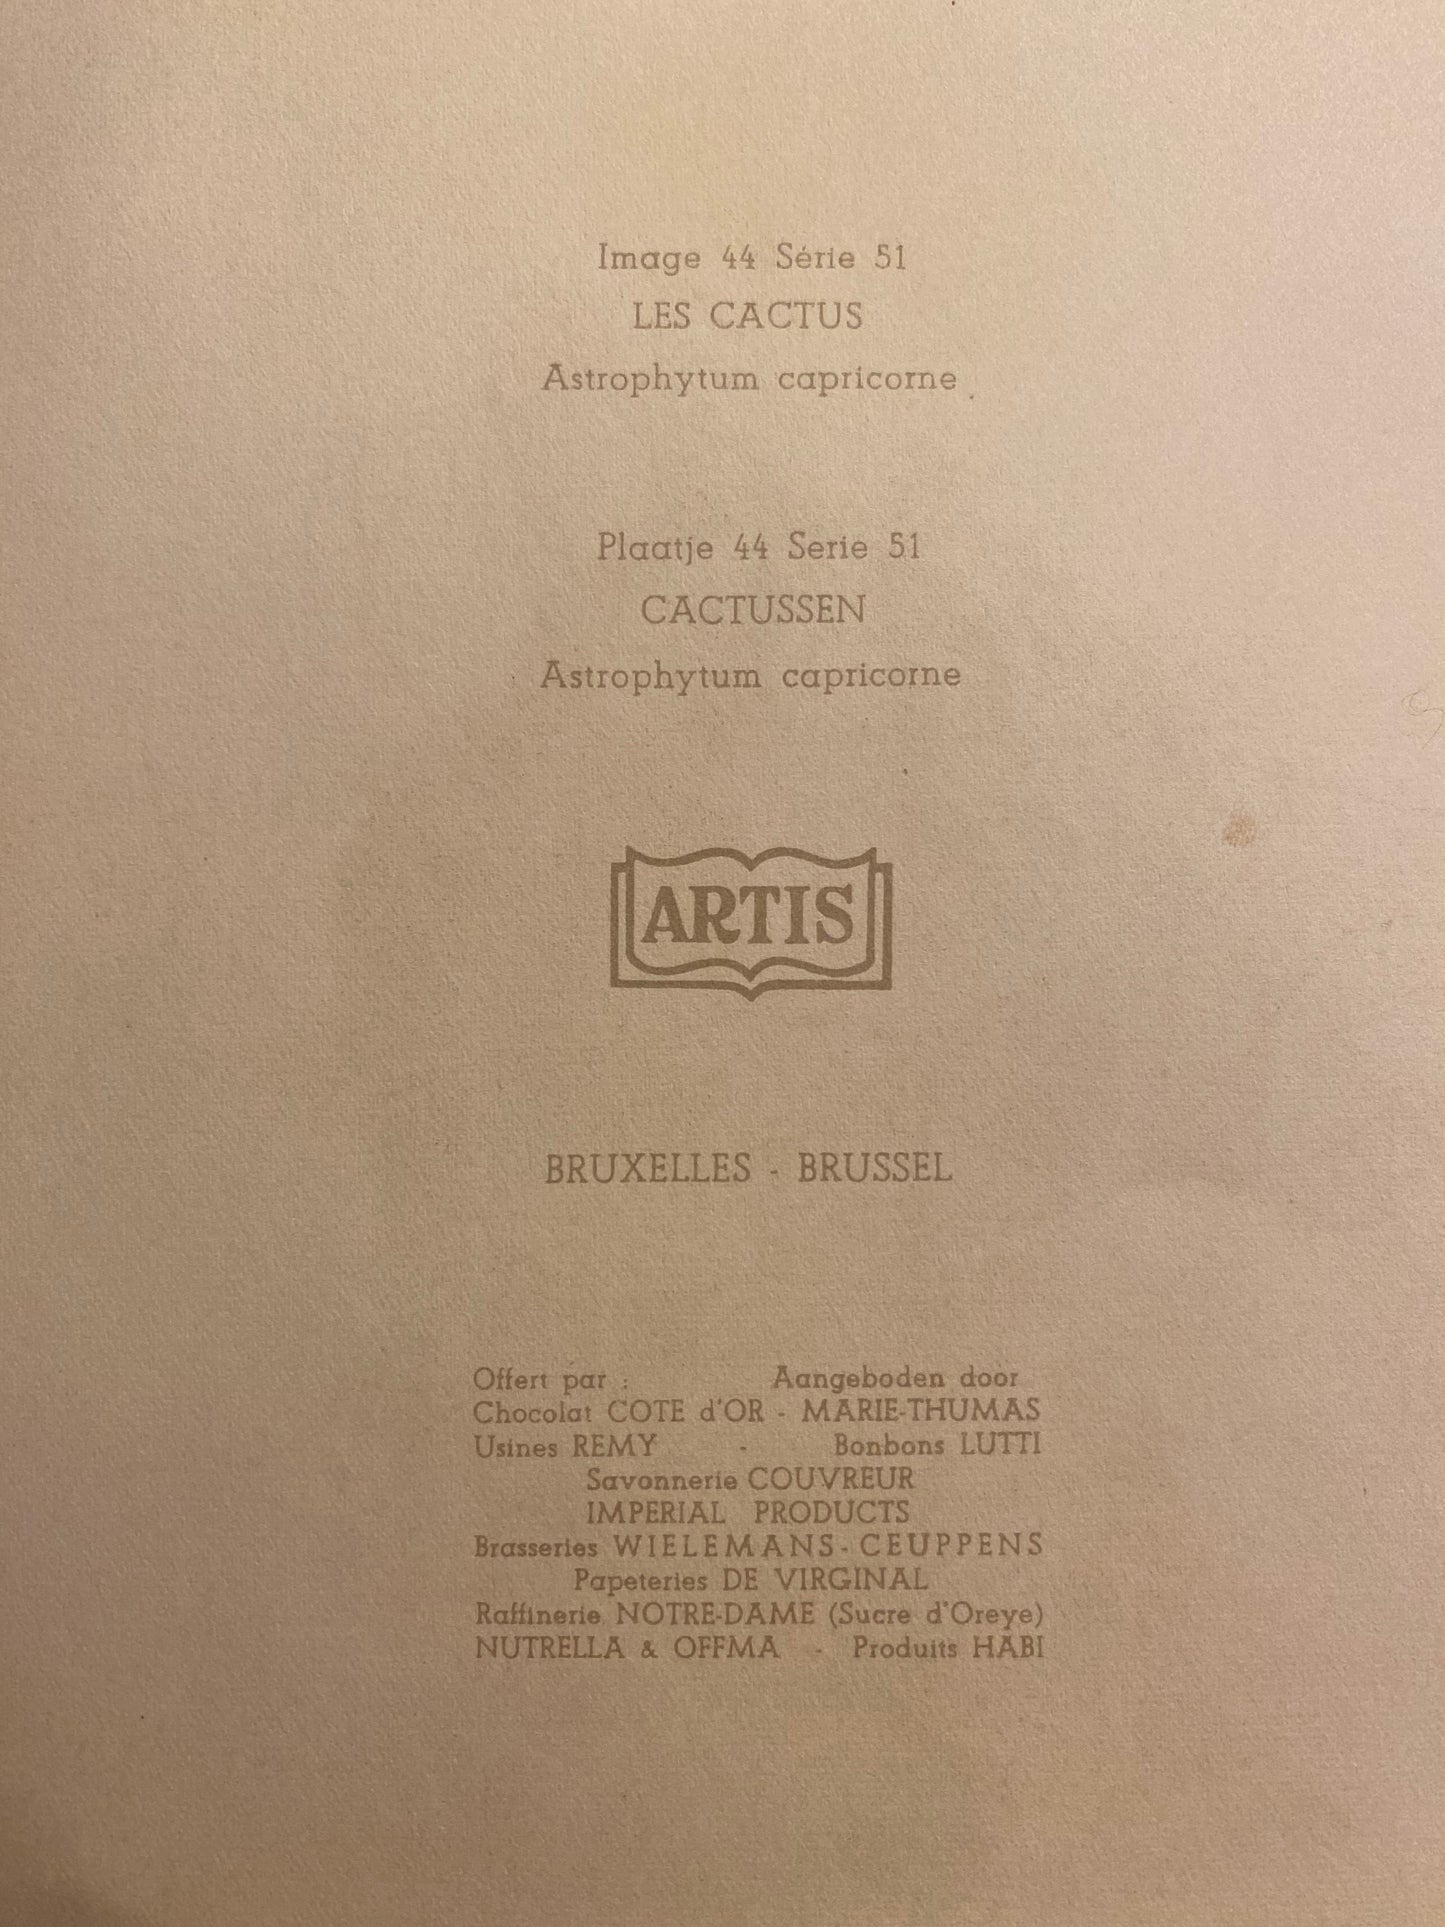 Image 44 Série 51
LES CACTUS
Astrophytum capricorne
Plaatje 44 Serie 51
CACTUSSEN
Astrophytum capricorne
ARTIS
BRUXELLES - BRUSSEL
Offert par : Aangeboden door
Chocolat COTE d'OR - MARIE-THUMAS
Usines REMY - Bonbons LUTTI
Savonnerie COUVREUR
IMPERIAL PRODUCTS
Brasseries WIELEMANS-CEUPPENS
Papeteries DE VIRGINAL
Raffinerie NOTRE-DAME (Sucre d'Oreye)
NUTRELLA & OFFMA - Produits HABI